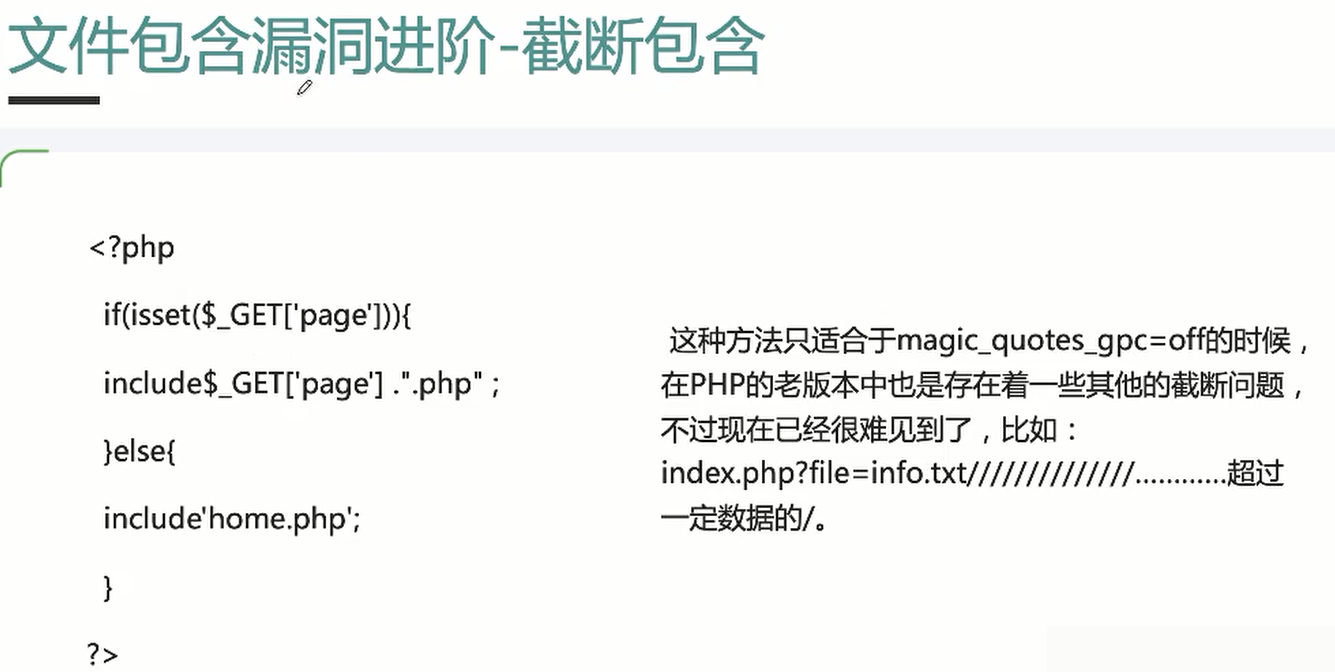 文件包含漏洞进阶-截断包含
<?php
if(isset($_GET['page'])){
include$_GET['page'] .".php" ;
}else{
include'home.php';
}
?>
这种方法只适合于magic_quotes_gpc=off的时候，
在PHP的老版本中也是存在着一些其他的截断问题，
不过现在已经很难见到了，比如：
index.php?file=info.txt//////////////............超过
一定数据的/。